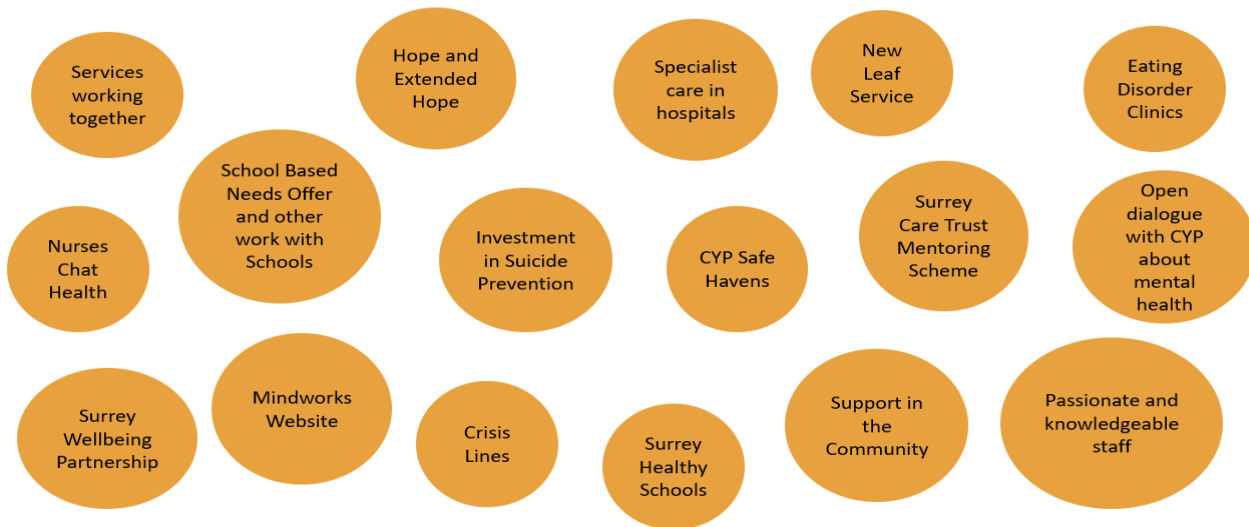 Services
working
together
Hope and
Extended
Hope
Specialist
care in
hospitals
New
Leaf
Service
Eating
Disorder
Clinics
School Based
Needs Offer
and other
work with
Schools
Nurses
Chat
Health
Investment
in Suicide
Prevention
CYP Safe
Havens
Surrey
Care Trust
Mentoring
Scheme
Open
dialogue
with CYP
about
mental
health
Surrey
Wellbeing
Partnership
Mindworks
Website
Crisis
Lines
Surrey
Healthy
Schools
Support in
the
Community
Passionate and
knowledgeable
staff